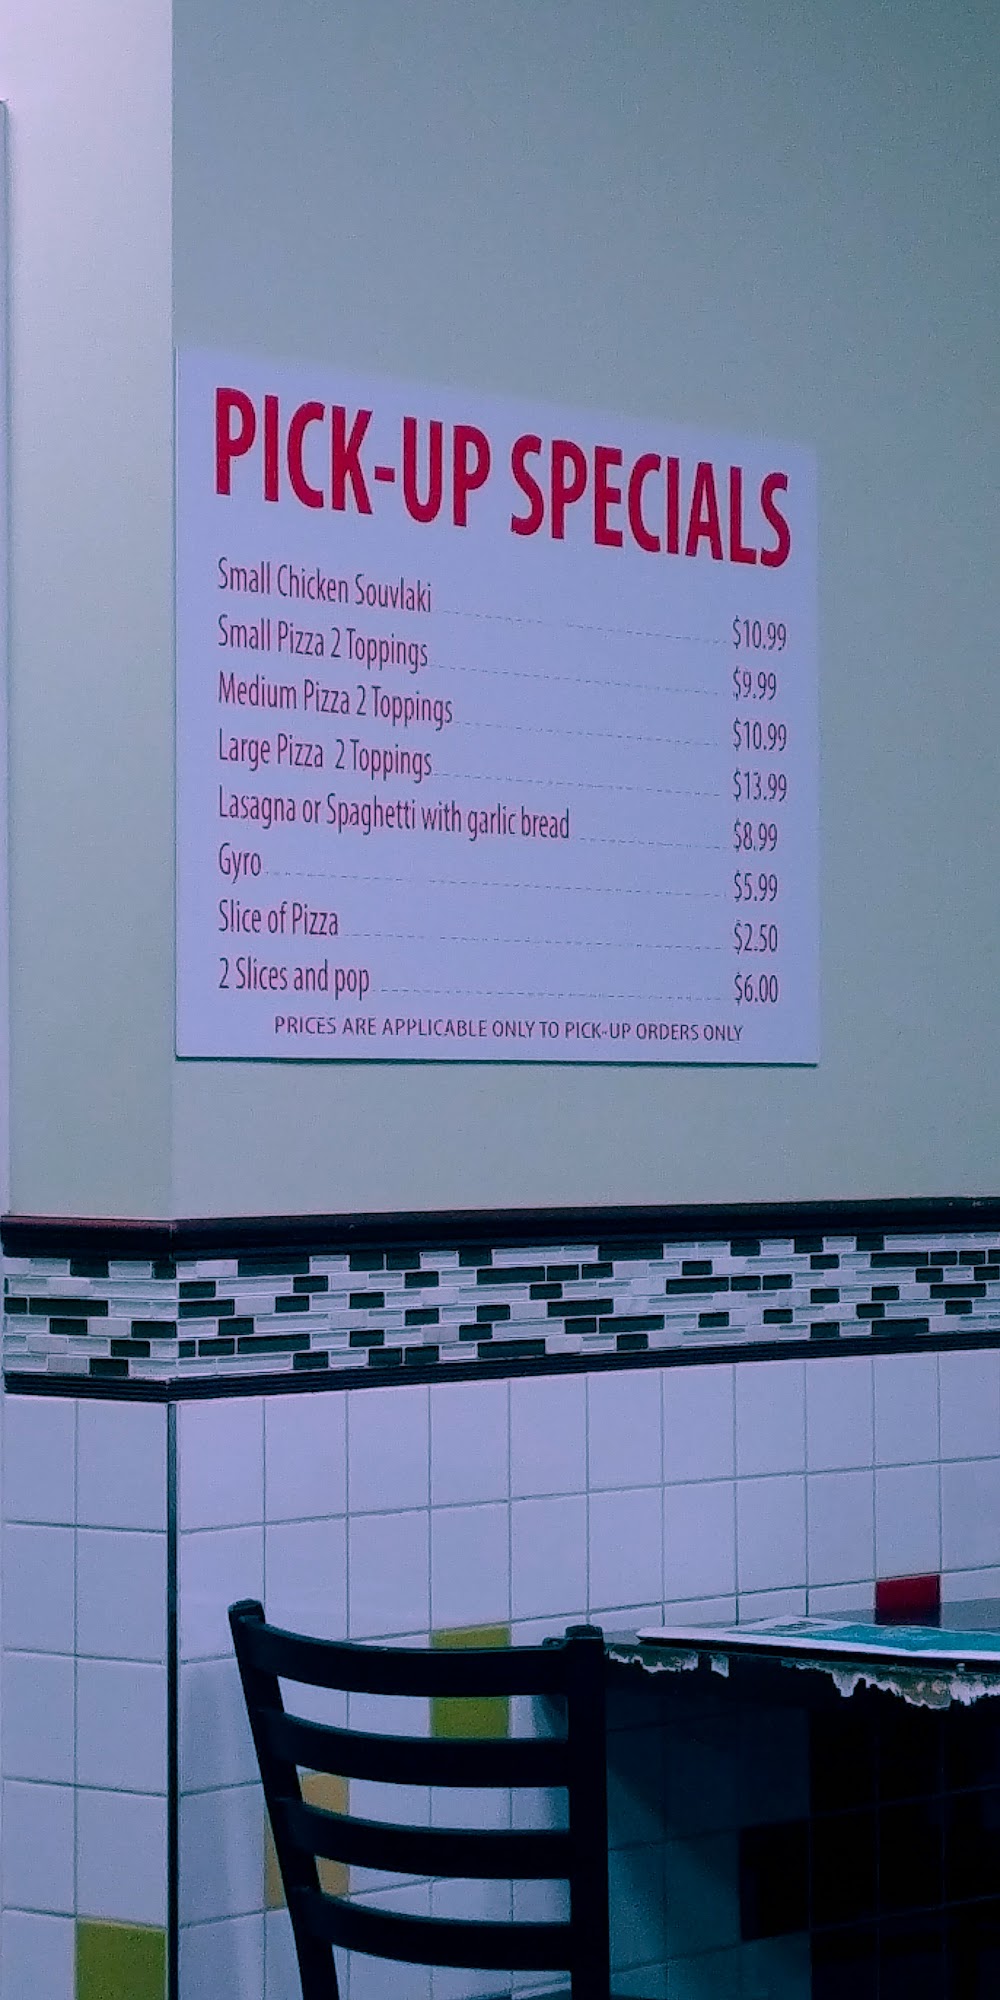 PICK-UP SPECIALS
Small Chicken Souvlaki $10.99
Small Pizza 2 Toppings $9.99
Medium Pizza 2 Toppings $10.99
Large Pizza 2 Toppings $13.99
Lasagna or Spaghetti with garlic bread $8.99
Gyro $5.99
Slice of Pizza $2.50
2 Slices and pop $6.00
PRICES ARE APPLICABLE ONLY TO PICK-UP ORDERS ONLY